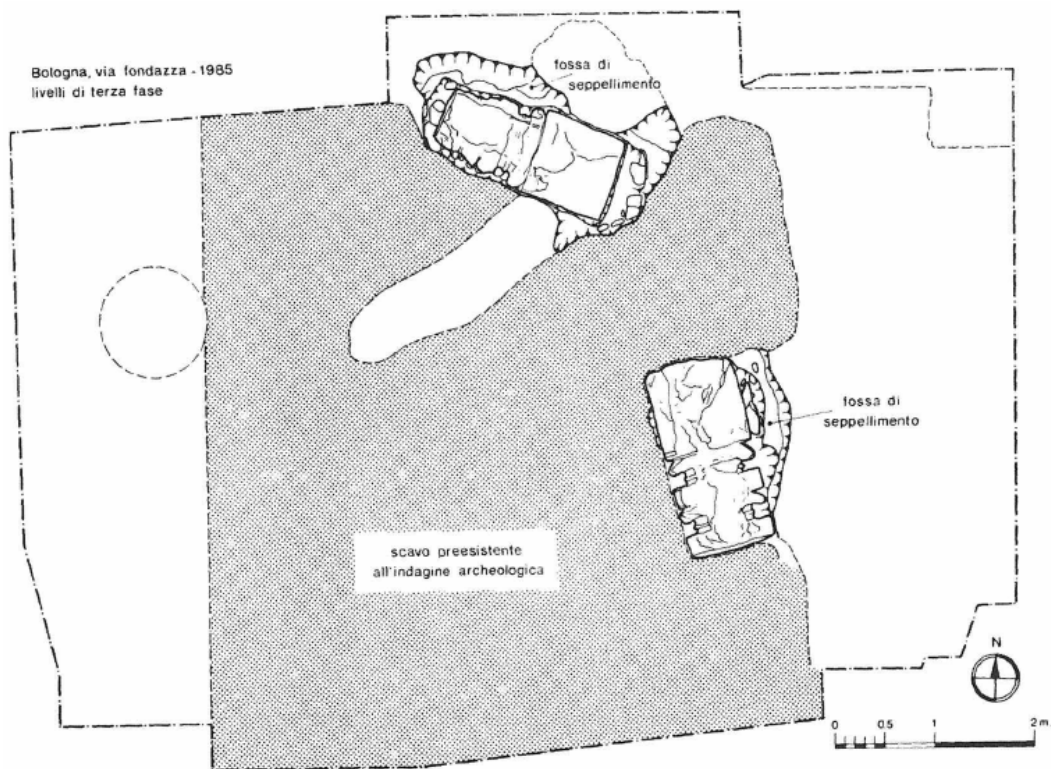 Bologna, via fondazza - 1985
livelli di terza fase
fossa di
seppellimento
fossa di
seppellimento
scavo preesistente
all'indagine archeologica
N
0 0.5 1 2 m.